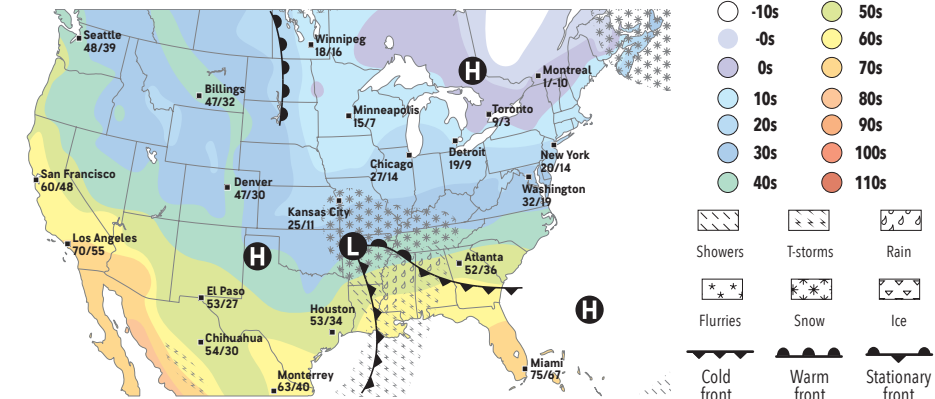 Seattle
48/39
Winnipeg
18/16
Billings
47/32
Minneapolis
15/7
H
Montreal
1/-10
Toronto
9/3
Detroit
19/9
Chicago
27/14
New York
20/14
Washington
32/19
San Francisco
60/48
Denver
47/30
Kansas City
25/11
Los Angeles
70/55
H
L
Atlanta
52/36
El Paso
53/27
Houston
53/34
H
Chihuahua
54/30
Monterrey
63/40
Miami
75/67
-10s
-0s
0s
10s
20s
30s
40s
50s
60s
70s
80s
90s
100s
110s
Showers
T-storms
Rain
Flurries
Snow
Ice
Cold
front
Warm
front
Stationary
front